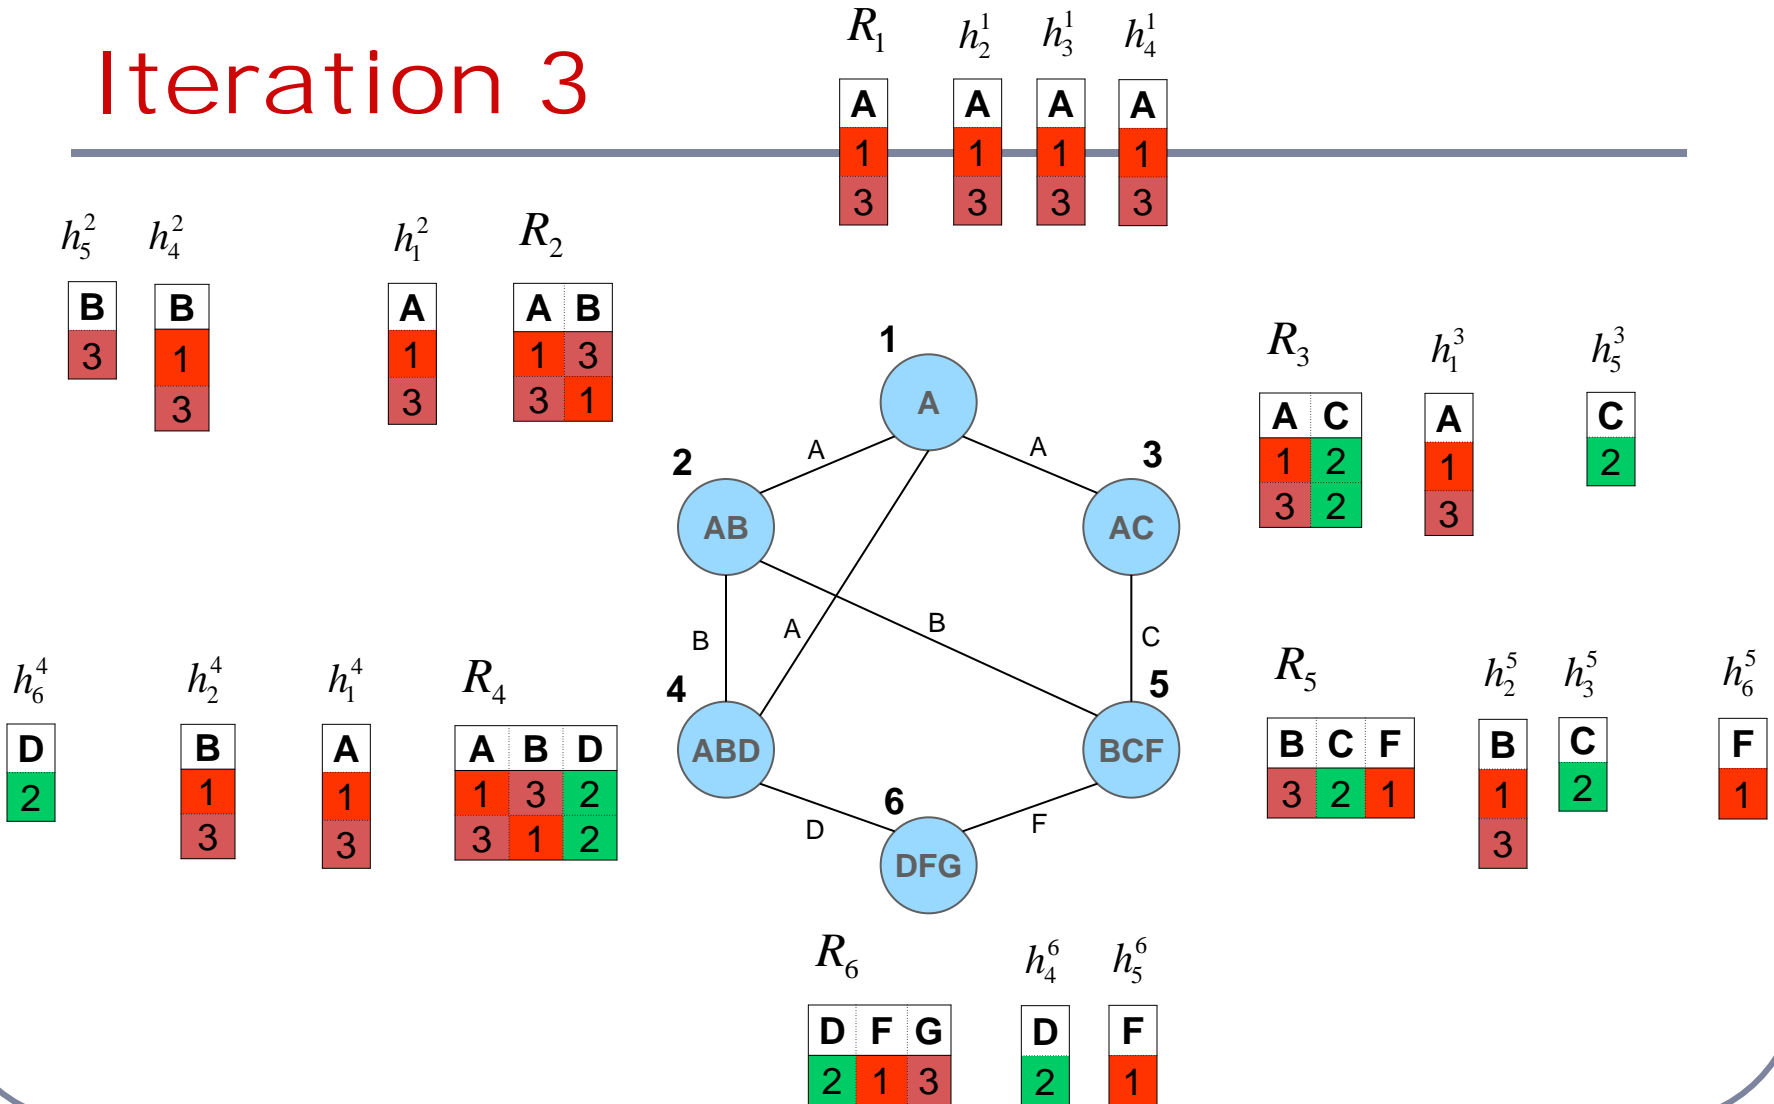 Iteration 3
R₁ h₂¹ h₃¹ h₄¹
A A A A
1 1 1 1
3 3 3 3
h₅² h₄² h₁² R₂
B B A A B
3 1 1 1 3
3 3 3 1
R₃ h₁³ h₅³
A C A C
1 2 1 2
3 2 3
1
A
A A
2 3
AB AC
B A B C
4 5
ABD BCF
D 6 F
DFG
h₆⁴ h₂⁴ h₁⁴ R₄
D B A A B D
2 1 1 1 3 2
3 3 3 1 2
R₅ h₂⁵ h₃⁵ h₆⁵
B C F B C F
3 2 1 1 2 1
3
R₆ h₄⁶ h₅⁶
D F G D F
2 1 3 2 1